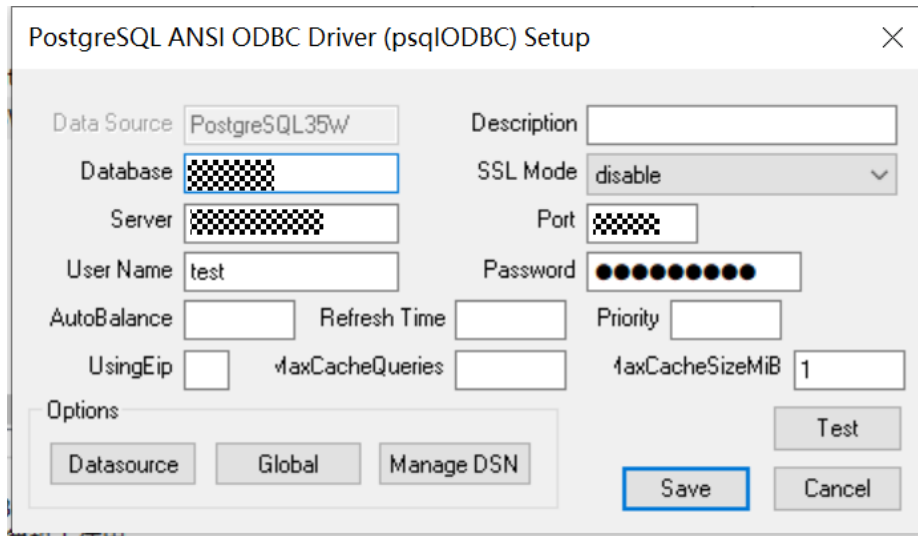 PostgreSQL ANSI ODBC Driver (psqlODBC) Setup
Data Source PostgreSQL35W Description
Database SSL Mode disable
Server Port
User Name test Password
AutoBalance Refresh Time Priority
UsingEip MaxCacheQueries MaxCacheSizeMiB 1
Options
Test
Datasource Global Manage DSN
Save Cancel